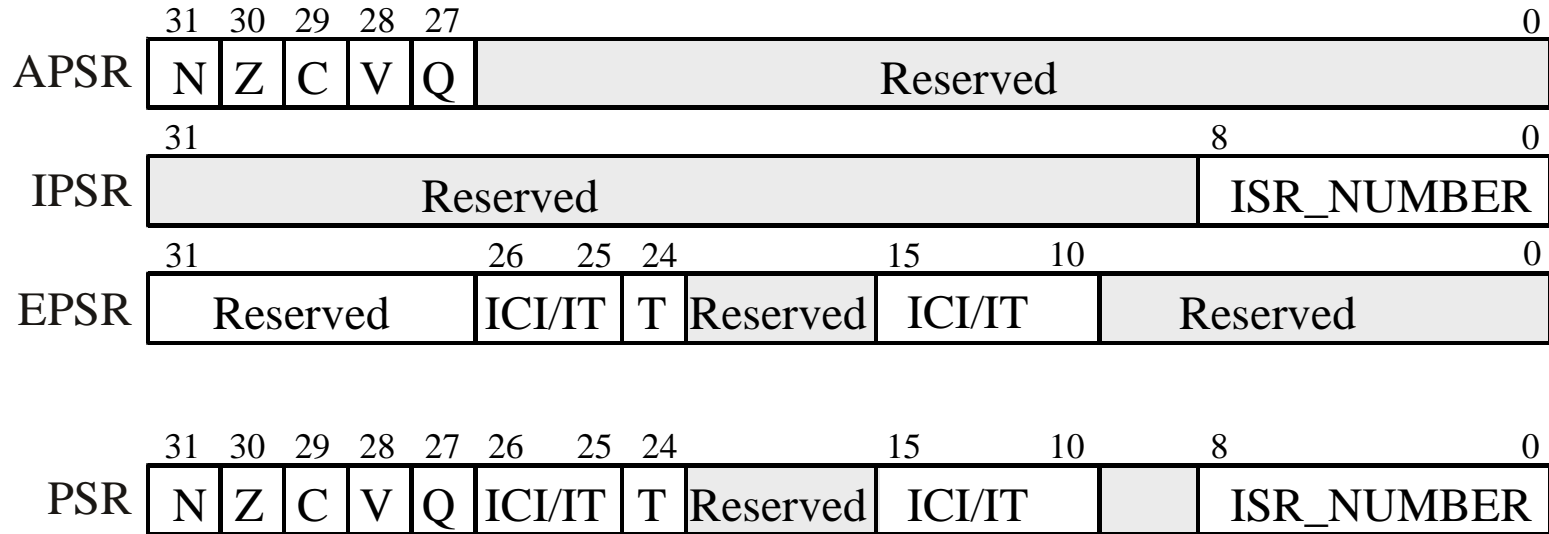 31 30 29 28 27 0
APSR N Z C V Q Reserved
31 8 0
IPSR Reserved ISR_NUMBER
31 26 25 24 15 10 0
EPSR Reserved ICI/IT T Reserved ICI/IT Reserved
31 30 29 28 27 26 25 24 15 10 8 0
PSR N Z C V Q ICI/IT T Reserved ICI/IT ISR_NUMBER